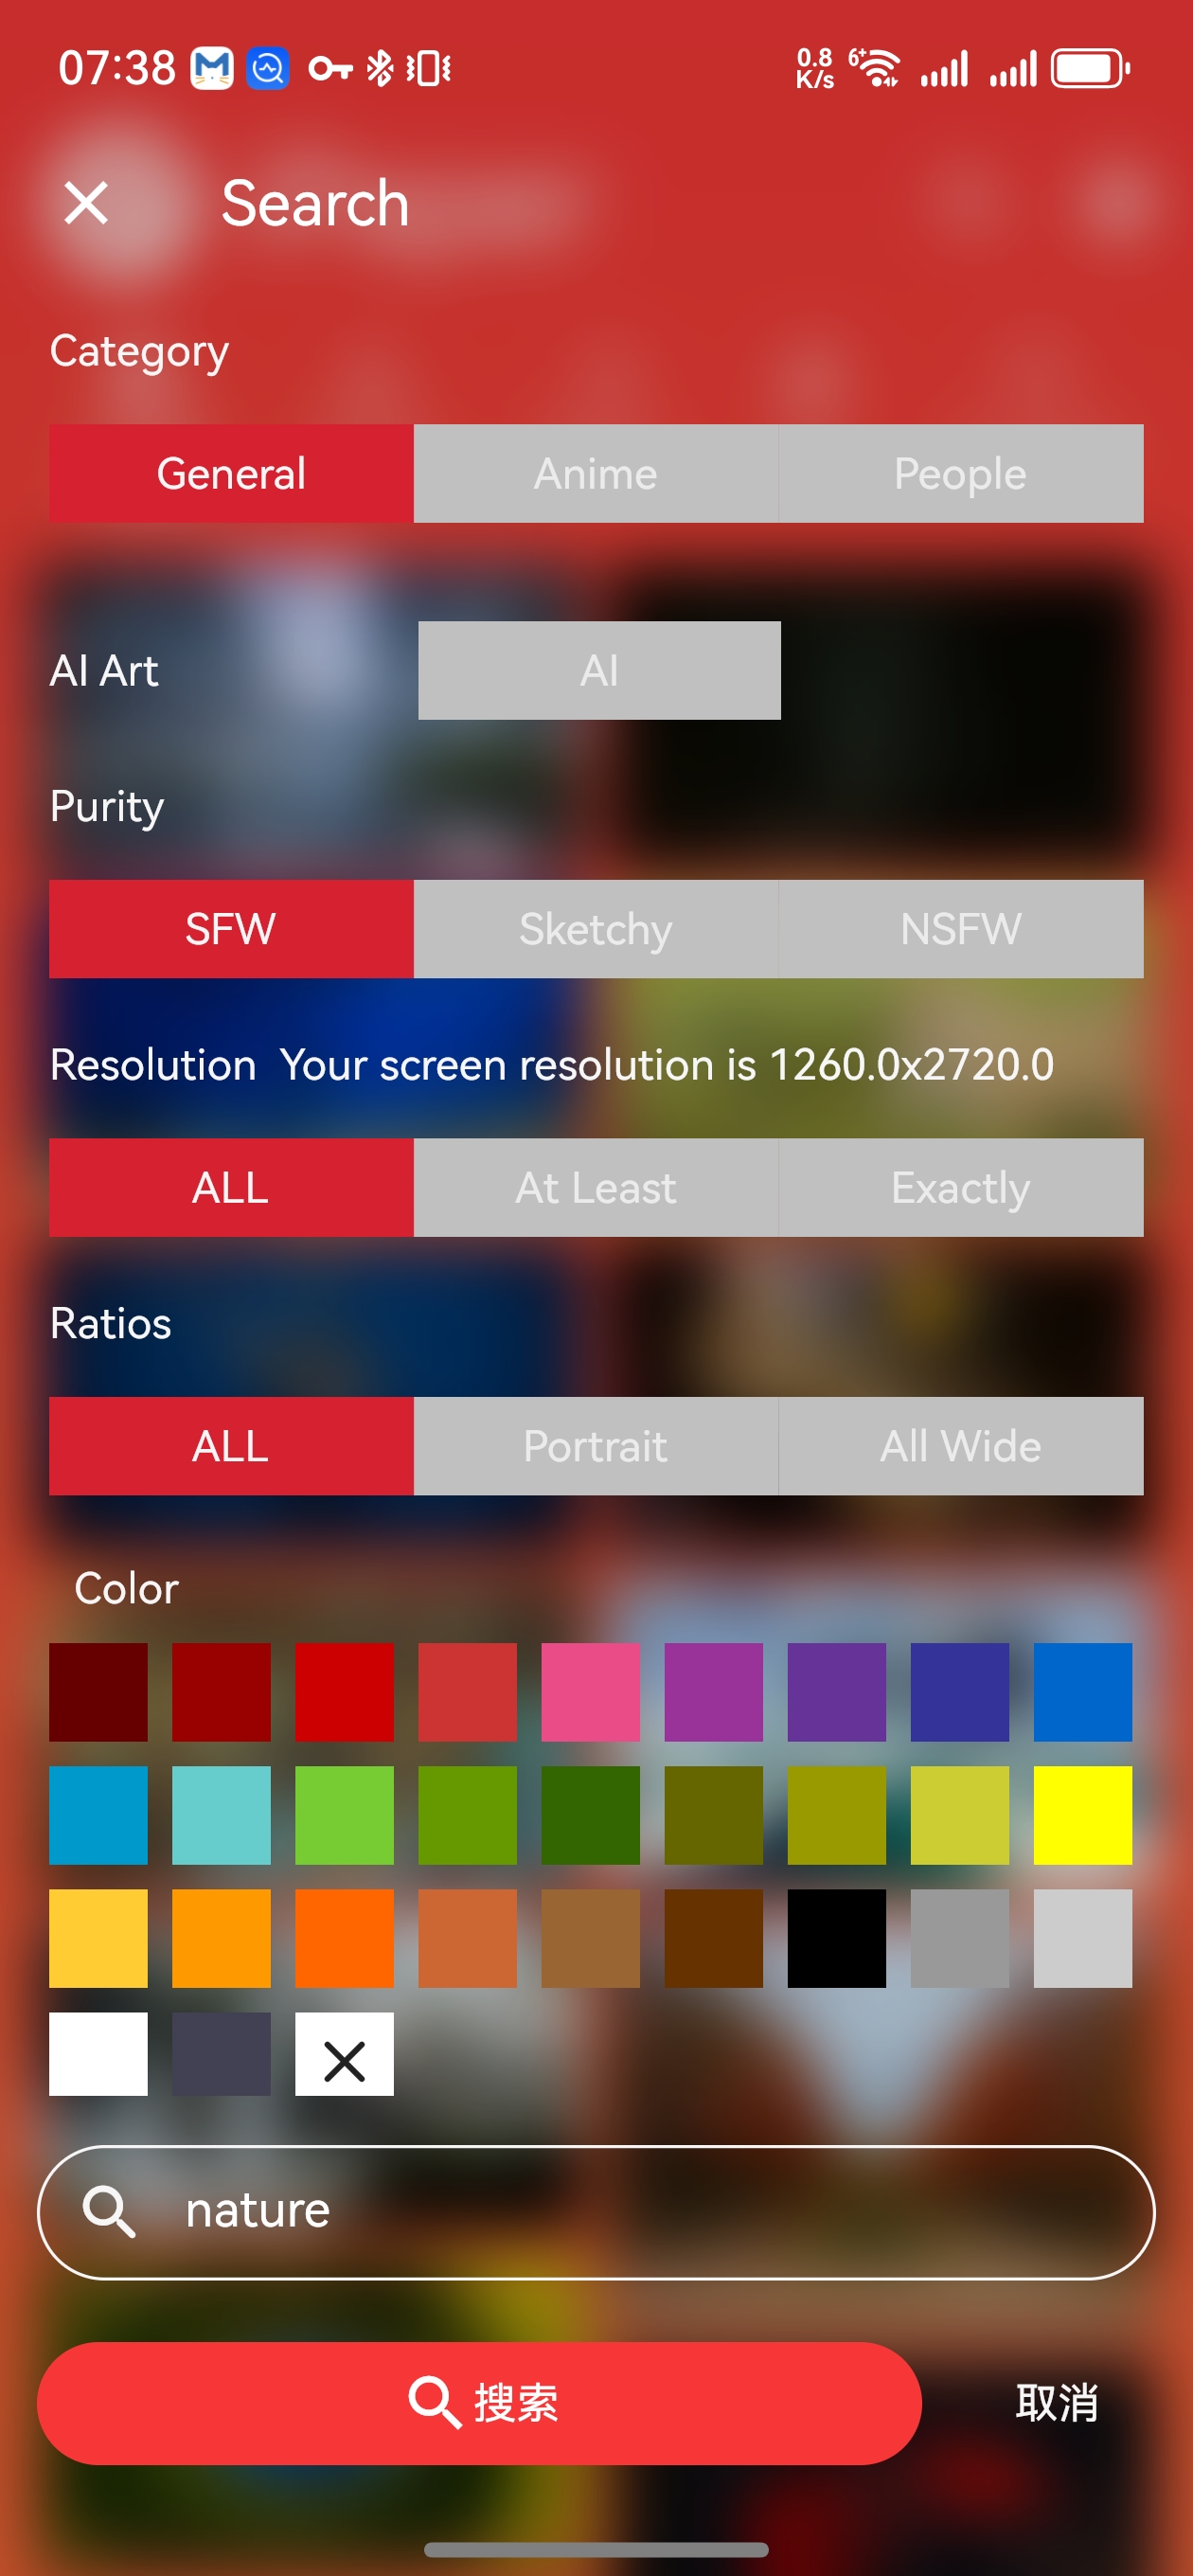 07:38 0.8 K/s 6+
Search
Category
General Anime People
AI Art AI
Purity
SFW Sketchy NSFW
Resolution Your screen resolution is 1260.0x2720.0
ALL At Least Exactly
Ratios
ALL Portrait All Wide
Color
nature
搜索 取消